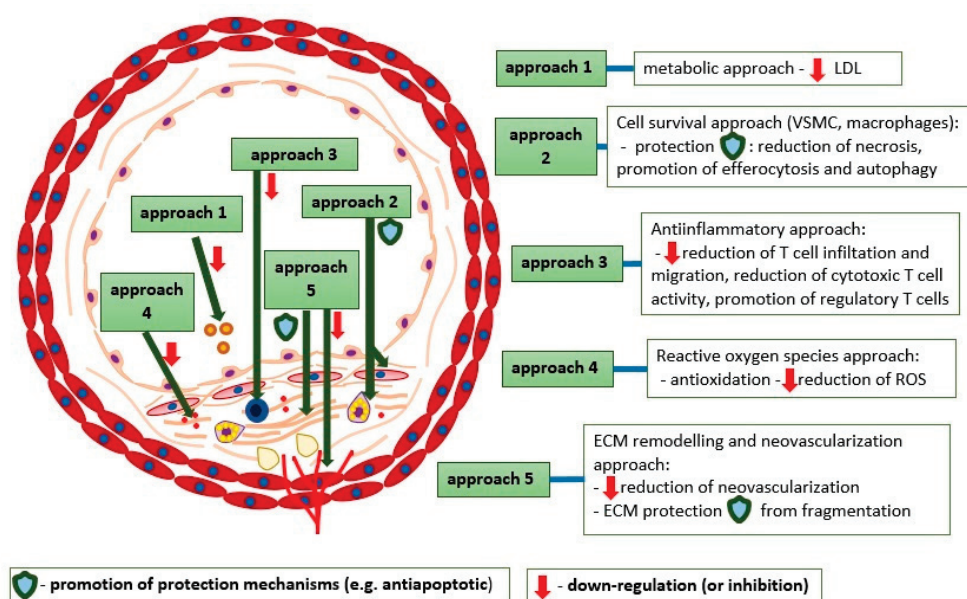 approach 3
approach 2
approach 1
approach
5
approach
4
approach 1
metabolic approach - LDL
approach
2
Cell survival approach (VSMC, macrophages):
- protection : reduction of necrosis,
promotion of efferocytosis and autophagy
approach 3
Antiinflammatory approach:
- reduction of T cell infiltation and
migration, reduction of cytotoxic T cell
activity, promotion of regulatory T cells
approach 4
Reactive oxygen species approach:
- antioxidation - reduction of ROS
approach 5
ECM remodelling and neovascularization
approach:
- reduction of neovascularization
- ECM protection from fragmentation
- promotion of protection mechanisms (e.g. antiapoptotic)
- down-regulation (or inhibition)